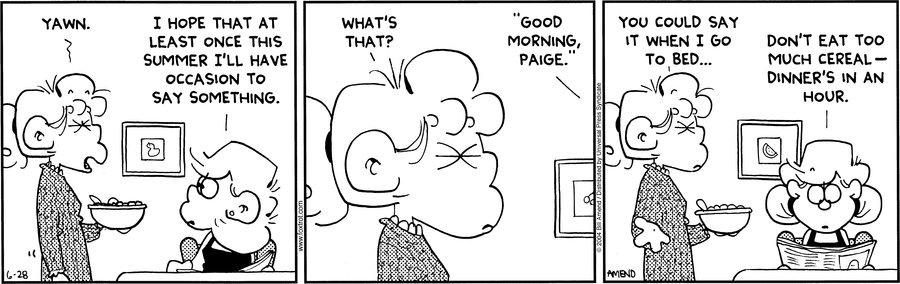 YAWN.
I HOPE THAT AT
LEAST ONCE THIS
SUMMER I'LL HAVE
OCCASION TO
SAY SOMETHING.
6-28
www.foxtrot.com
WHAT'S
THAT?
"GOOD
MORNING,
PAIGE."
© 2004 Bill Amend / Distributed by Universal Press Syndicate
YOU COULD SAY
IT WHEN I GO
TO BED...
DON'T EAT TOO
MUCH CEREAL—
DINNER'S IN AN
HOUR.
AMEND